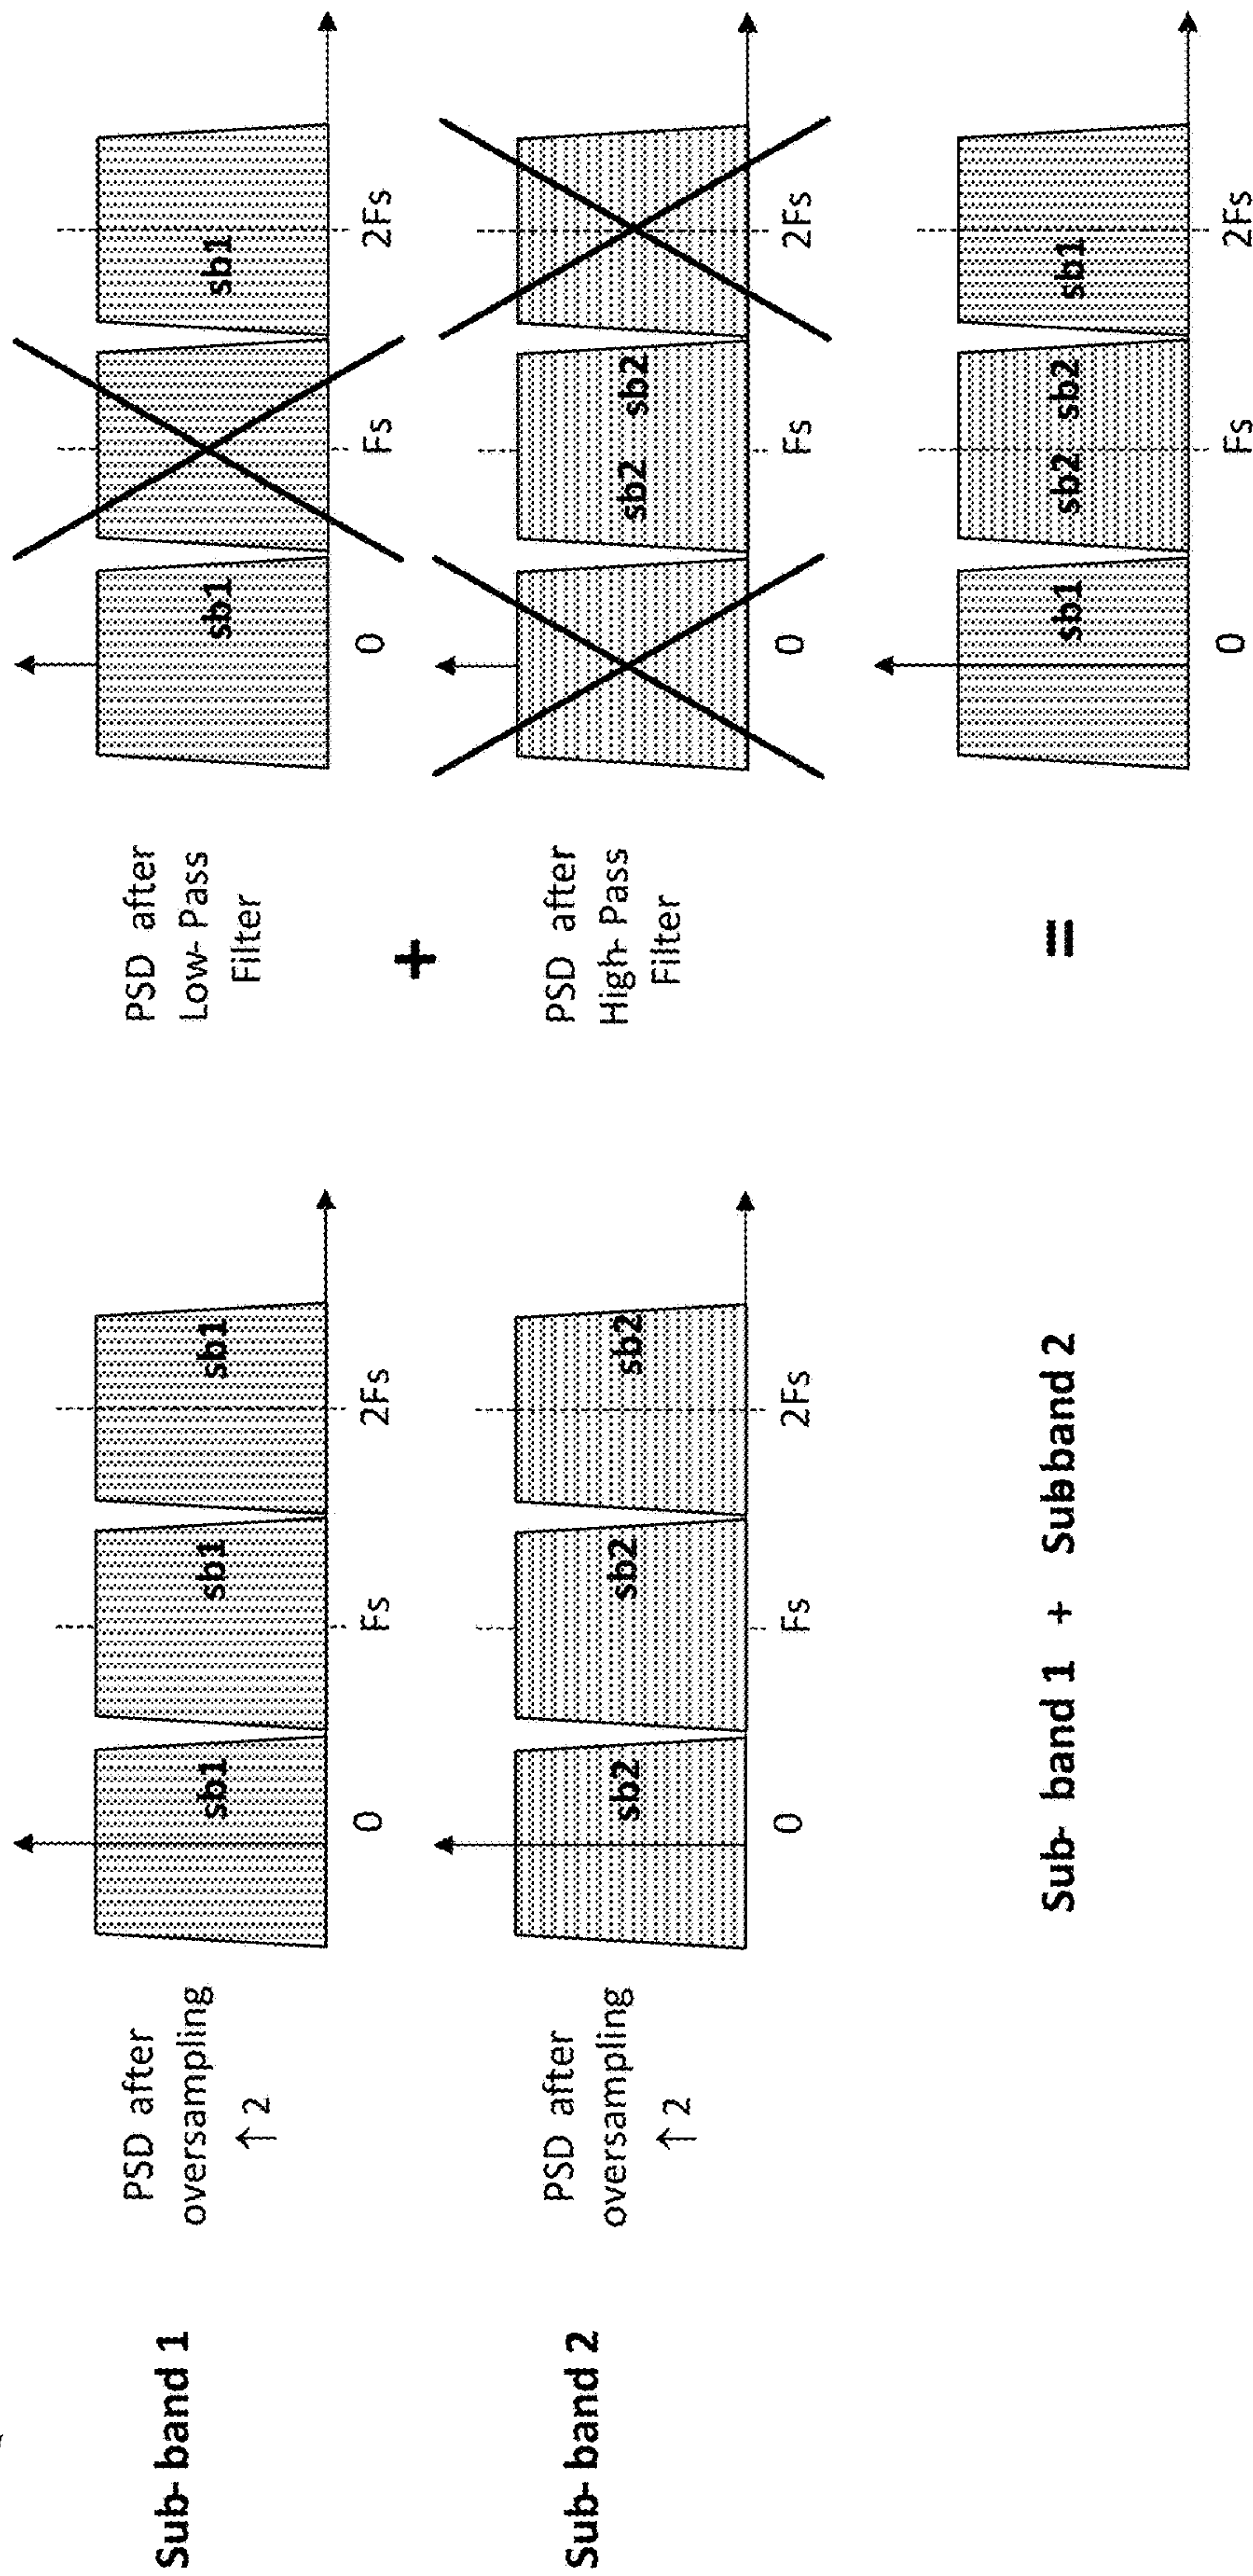 Sub-band 1
PSD after
oversampling
↑2
sb1
sb1
sb1
0
Fs
2Fs
PSD after
Low-Pass
Filter
sb1
sb1
0
Fs
2Fs
+
Sub-band 2
PSD after
oversampling
↑2
sb2
sb2
sb2
0
Fs
2Fs
PSD after
High-Pass
Filter
sb2 sb2
0
Fs
2Fs
Sub-band 1 + Subband 2
=
sb1
sb2 sb2
sb1
0
Fs
2Fs